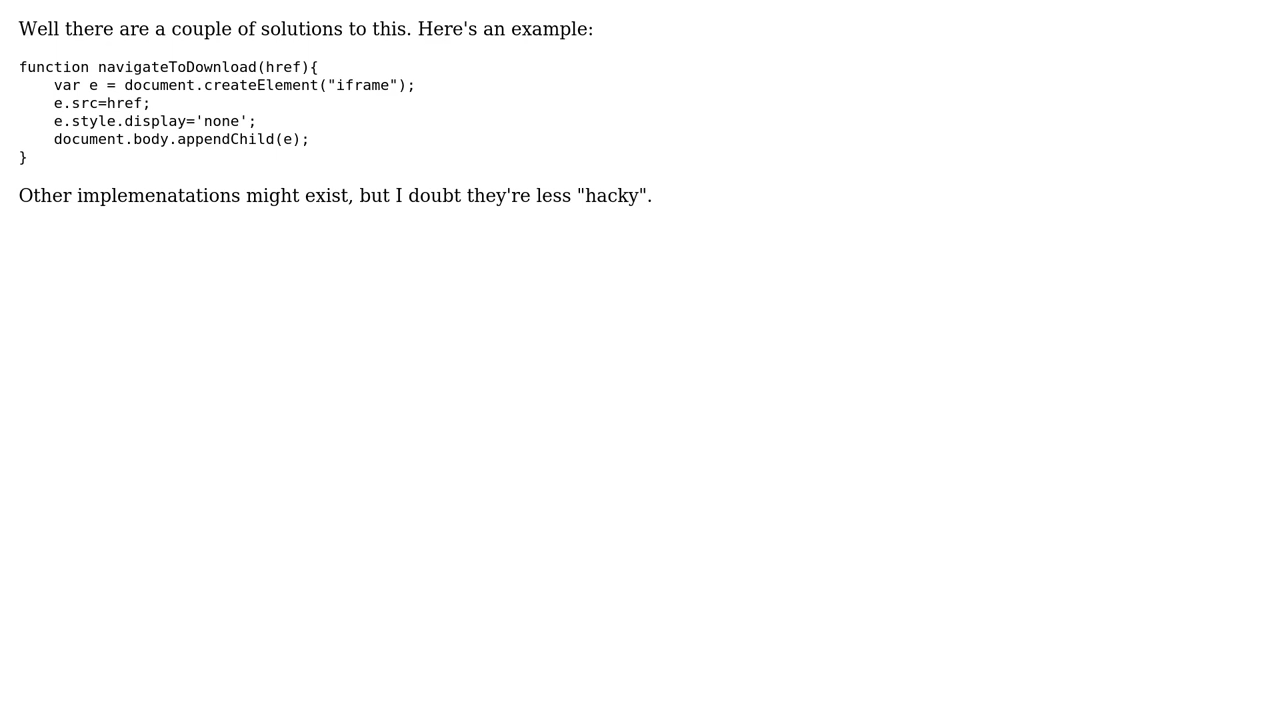 Well there are a couple of solutions to this. Here's an example:
function navigateToDownload(href){
    var e = document.createElement("iframe");
    e.src=href;
    e.style.display='none';
    document.body.appendChild(e);
}
Other implemenatations might exist, but I doubt they're less "hacky".